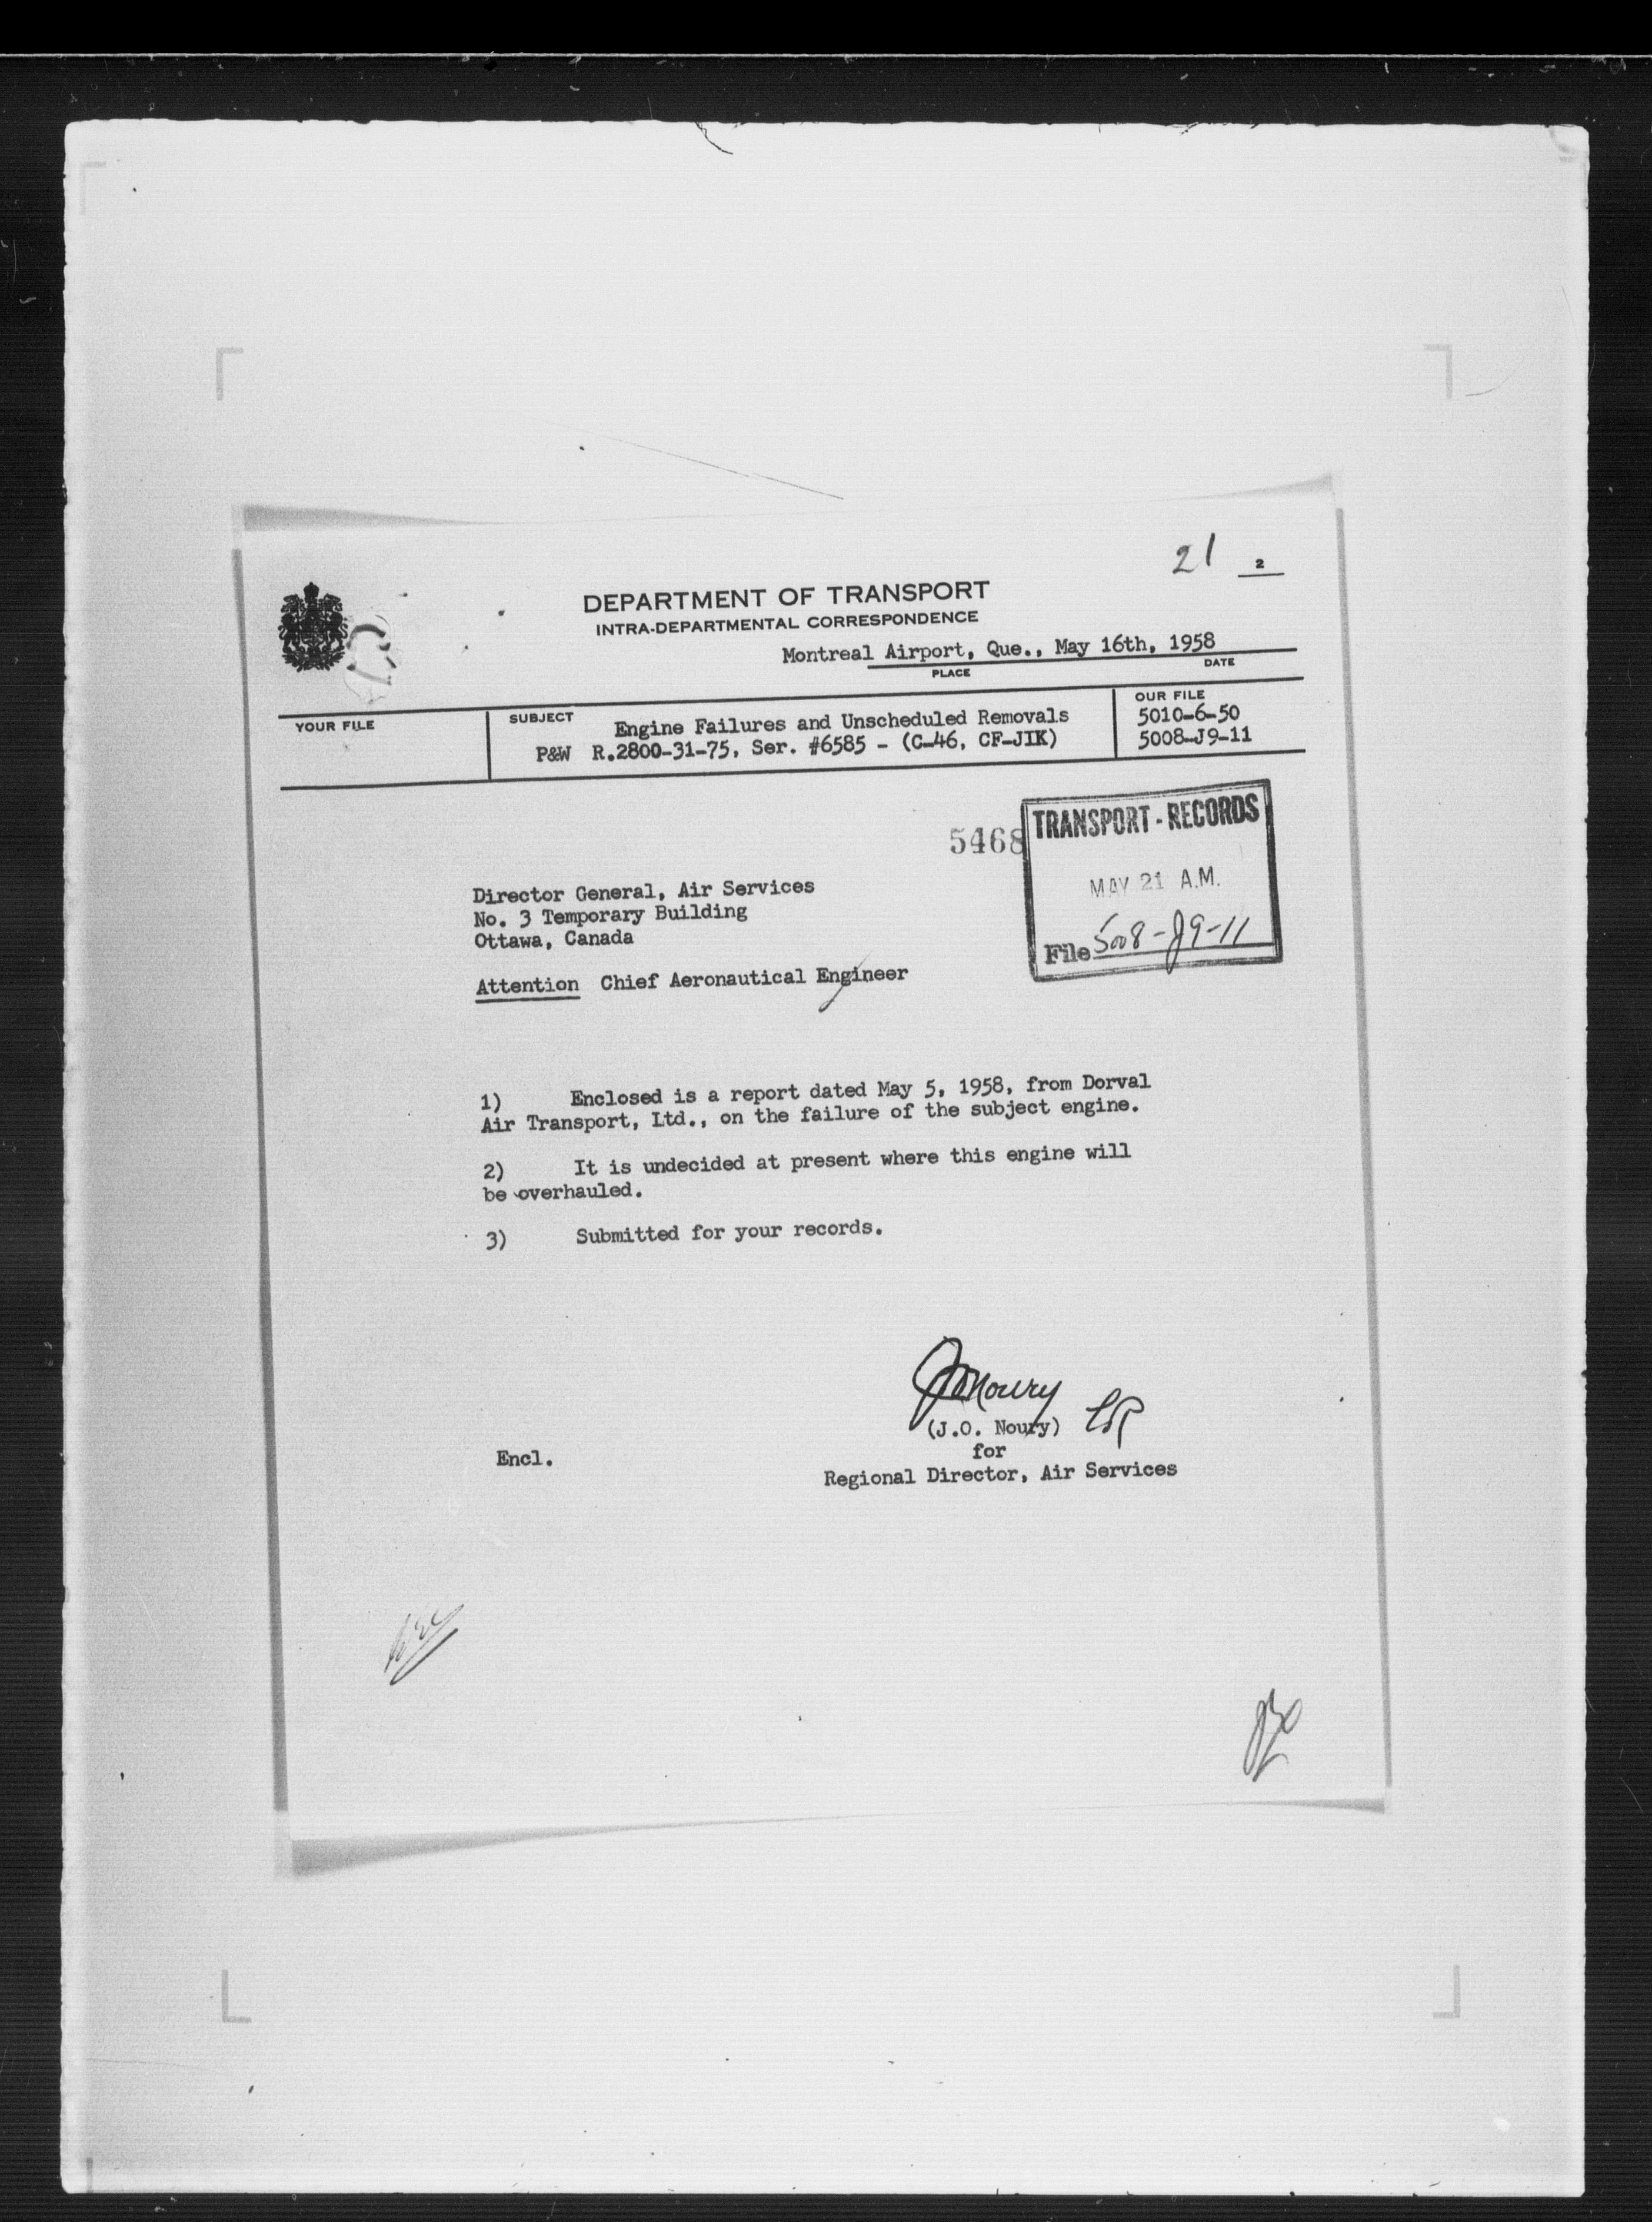 21 2
DEPARTMENT OF TRANSPORT
INTRA-DEPARTMENTAL CORRESPONDENCE
Montreal Airport, Que., May 16th, 1958
PLACE
DATE
YOUR FILE
SUBJECT
Engine Failures and Unscheduled Removals
P&W R.2800-31-75, Ser. #6585 - (C-46, CF-JIK)
OUR FILE
5010-6-50
5008-J9-11
5468
TRANSPORT - RECORDS
MAY 21 A.M.
File 5008-J9-11
Director General, Air Services
No. 3 Temporary Building
Ottawa, Canada
Attention Chief Aeronautical Engineer
1) Enclosed is a report dated May 5, 1958, from Dorval
Air Transport, Ltd., on the failure of the subject engine.
2) It is undecided at present where this engine will
be overhauled.
3) Submitted for your records.
JONoury
(J.O. Noury)
for
Regional Director, Air Services
Encl.